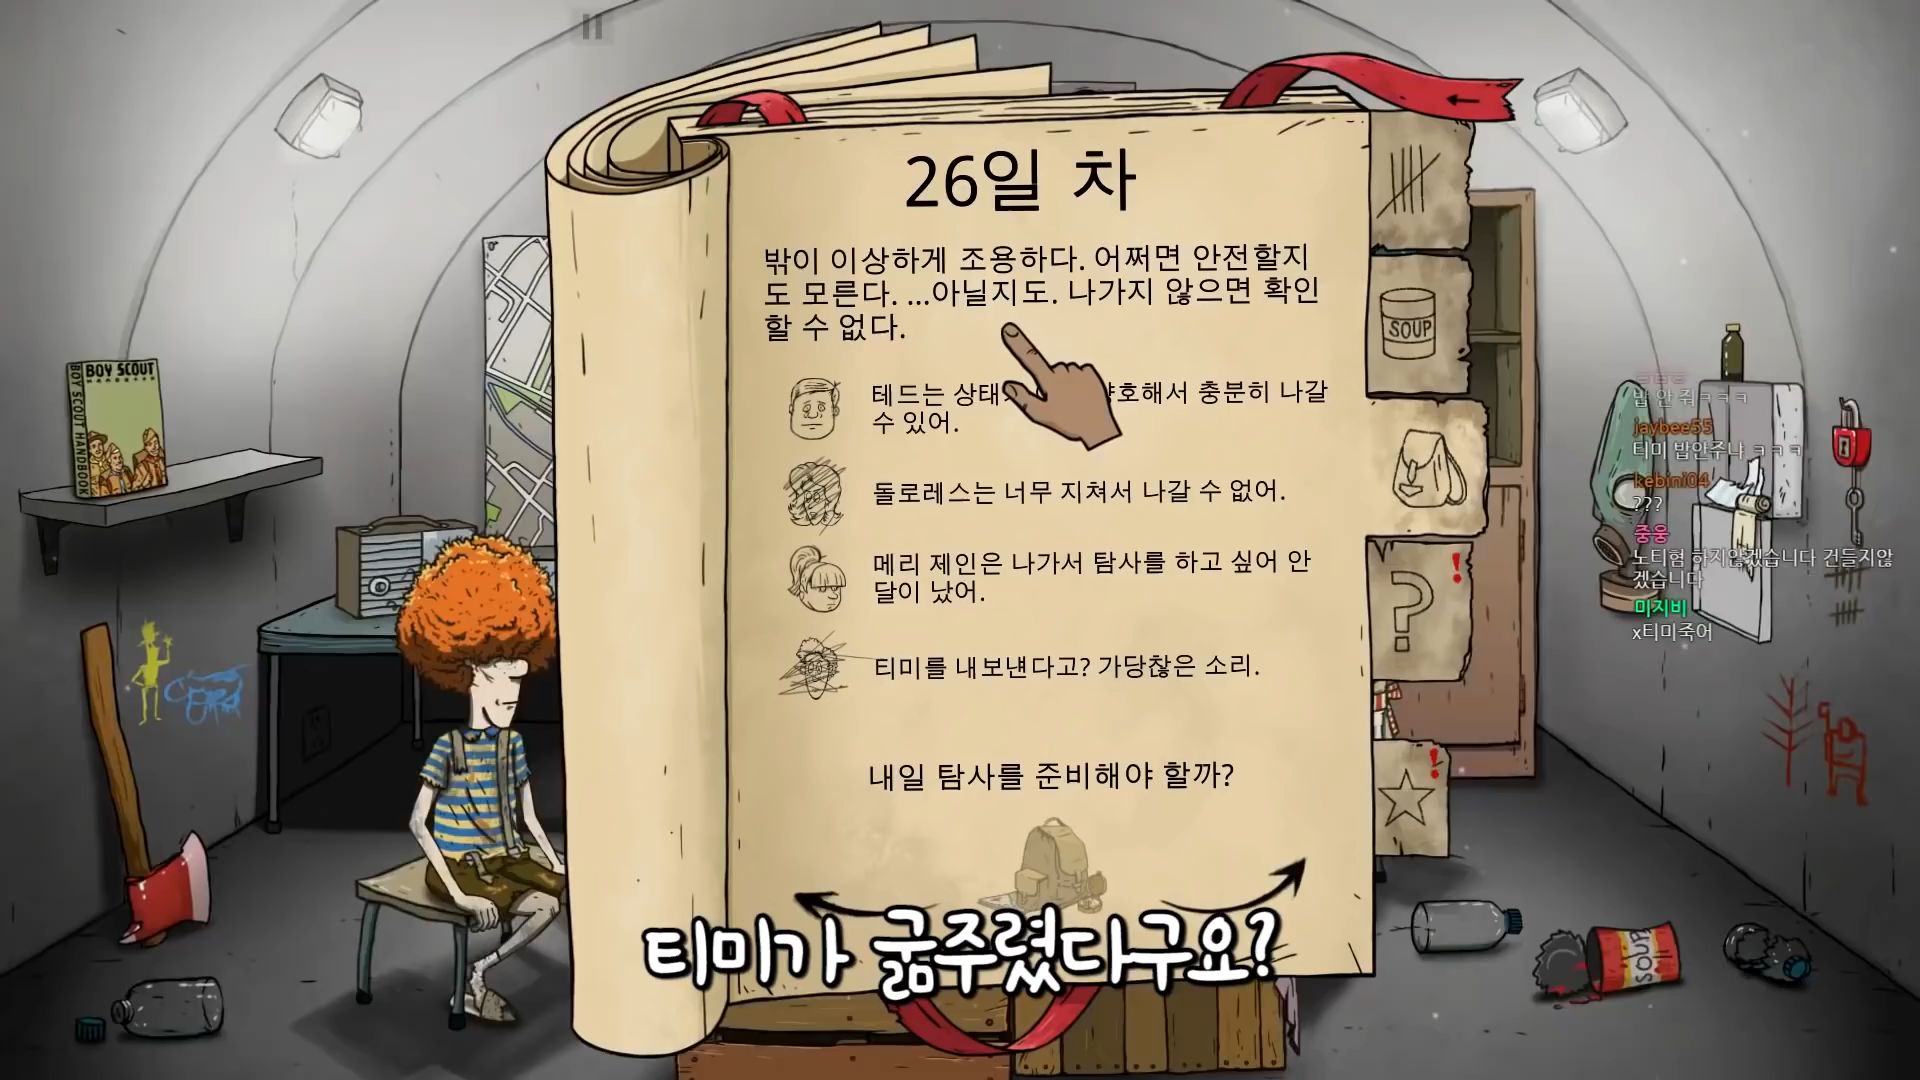 26일 차
밖이 이상하게 조용하다. 어쩌면 안전할지
도 모른다. ...아닐지도. 나가지 않으면 확인
할 수 없다.
테드는 상태 양호해서 충분히 나갈
수 있어.
돌로레스는 너무 지쳐서 나갈 수 없어.
메리 제인은 나가서 탐사를 하고 싶어 안
달이 났어.
티미를 내보낸다고? 가당찮은 소리.
내일 탐사를 준비해야 할까?
티미가 굶주렸다구요?
BOY SCOUT
BOY SCOUT HANDBOOK
SOUP
?
!
!
밥 안 줘ㅋㅋㅋ
jaybee55
티미 밥안주냐 ㅋㅋㅋ
kebini04
???
중웅
노티혐 하지않겠습니다 건들지않
겠습니다
미지비
x티미죽어
SOUP